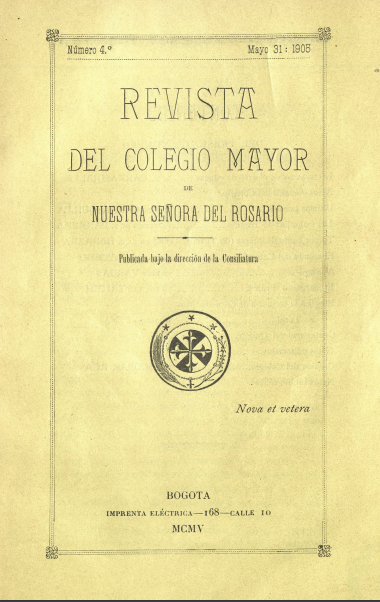 Número 4.° Mayo 31: 1905
REVISTA
DEL COLEGIO MAYOR
DE
NUESTRA SEÑORA DEL ROSARIO
Publicada bajo la dirección de la Consiliatura
Nova et vetera
BOGOTA
IMPRENTA ELÉCTRICA—168—CALLE 10
MCMV